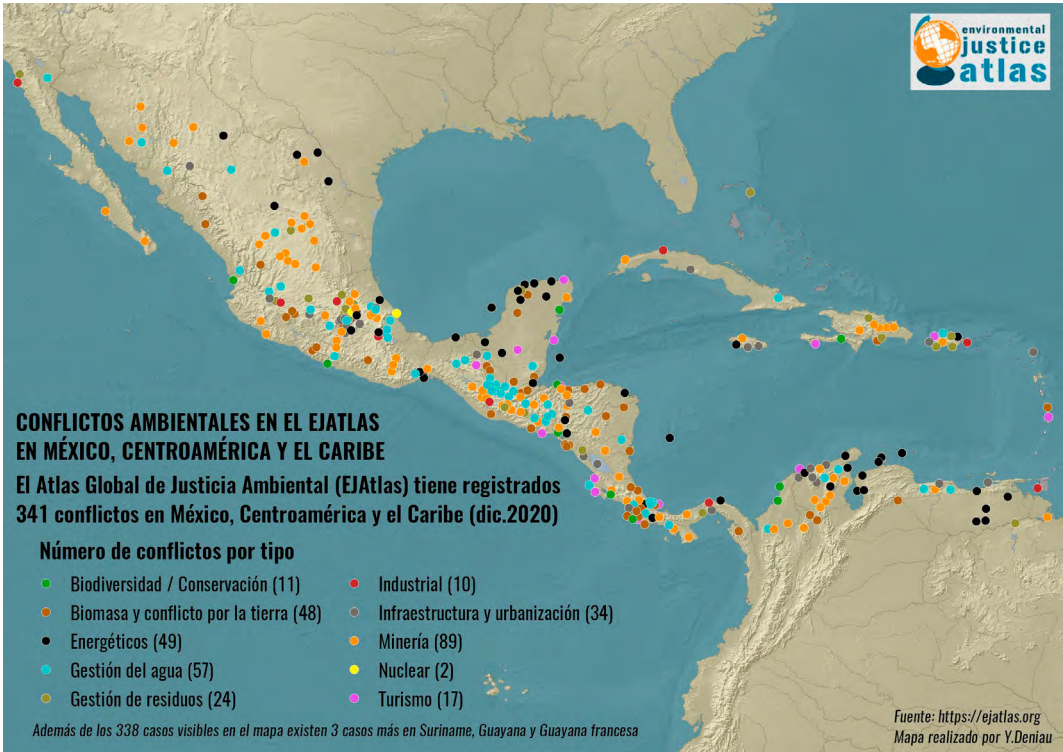 environmental
justice
atlas
CONFLICTOS AMBIENTALES EN EL EJATLAS
EN MÉXICO, CENTROAMÉRICA Y EL CARIBE
El Atlas Global de Justicia Ambiental (EJAtlas) tiene registrados
341 conflictos en México, Centroamérica y el Caribe (dic.2020)
Número de conflictos por tipo
Biodiversidad / Conservación (11)
Biomasa y conflicto por la tierra (48)
Energéticos (49)
Gestión del agua (57)
Gestión de residuos (24)
Industrial (10)
Infraestructura y urbanización (34)
Minería (89)
Nuclear (2)
Turismo (17)
Además de los 338 casos visibles en el mapa existen 3 casos más en Suriname, Guayana y Guayana francesa
Fuente: https://ejatlas.org
Mapa realizado por Y.Deniau